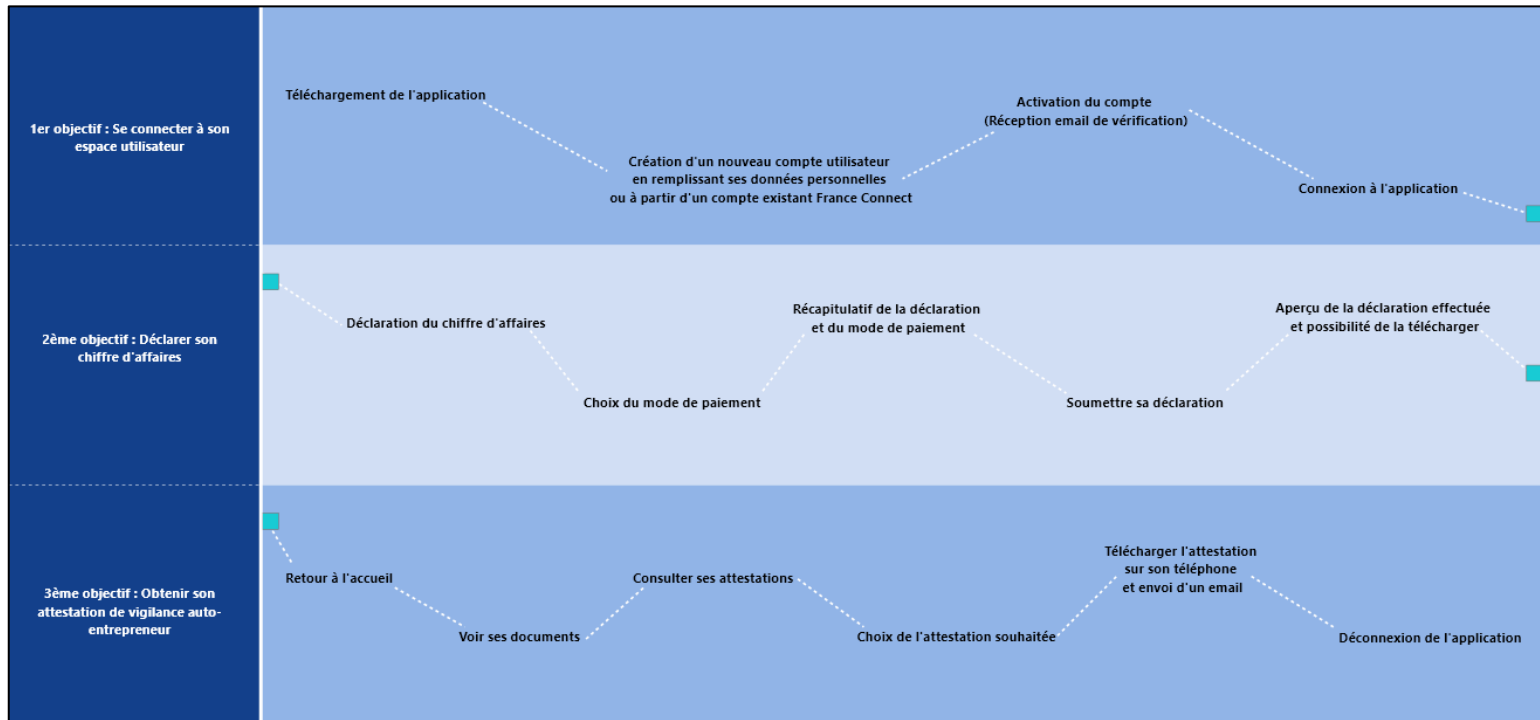 1er objectif : Se connecter à son
espace utilisateur
Téléchargement de l'application
Création d'un nouveau compte utilisateur
en remplissant ses données personnelles
ou à partir d'un compte existant France Connect
Activation du compte
(Réception email de vérification)
Connexion à l'application
2ème objectif : Déclarer son
chiffre d'affaires
Déclaration du chiffre d'affaires
Choix du mode de paiement
Récapitulatif de la déclaration
et du mode de paiement
Soumettre sa déclaration
Aperçu de la déclaration effectuée
et possibilité de la télécharger
3ème objectif : Obtenir son
attestation de vigilance auto-
entrepreneur
Retour à l'accueil
Voir ses documents
Consulter ses attestations
Choix de l'attestation souhaitée
Télécharger l'attestation
sur son téléphone
et envoi d'un email
Déconnexion de l'application